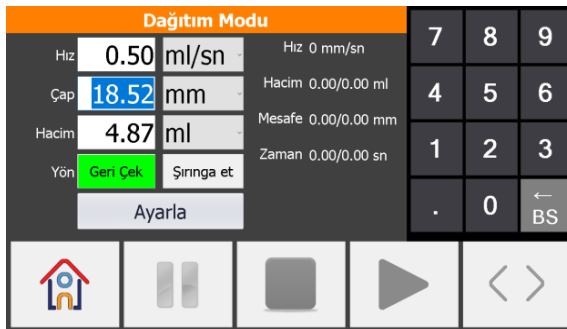 Dağıtım Modu
Hız 0.50 ml/sn
Çap 18.52 mm
Hacim 4.87 ml
Yön Geri Çek Şırınga et
Ayarla
Hız 0 mm/sn
Hacim 0.00/0.00 ml
Mesafe 0.00/0.00 mm
Zaman 0.00/0.00 sn
7 8 9
4 5 6
1 2 3
. 0 ← BS